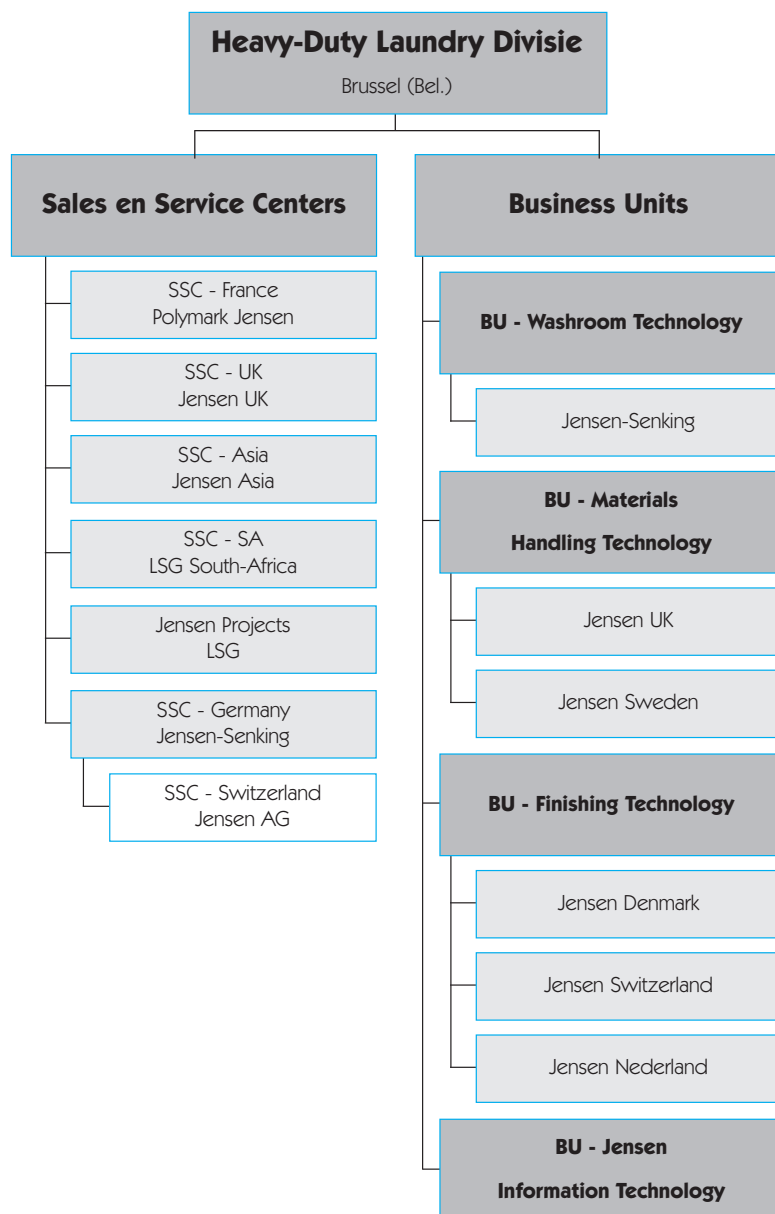 Heavy-Duty Laundry Divisie
Brussel (Bel.)
Sales en Service Centers
SSC - France
Polymark Jensen
SSC - UK
Jensen UK
SSC - Asia
Jensen Asia
SSC - SA
LSG South-Africa
Jensen Projects
LSG
SSC - Germany
Jensen-Senking
SSC - Switzerland
Jensen AG
Business Units
BU - Washroom Technology
Jensen-Senking
BU - Materials
Handling Technology
Jensen UK
Jensen Sweden
BU - Finishing Technology
Jensen Denmark
Jensen Switzerland
Jensen Nederland
BU - Jensen
Information Technology